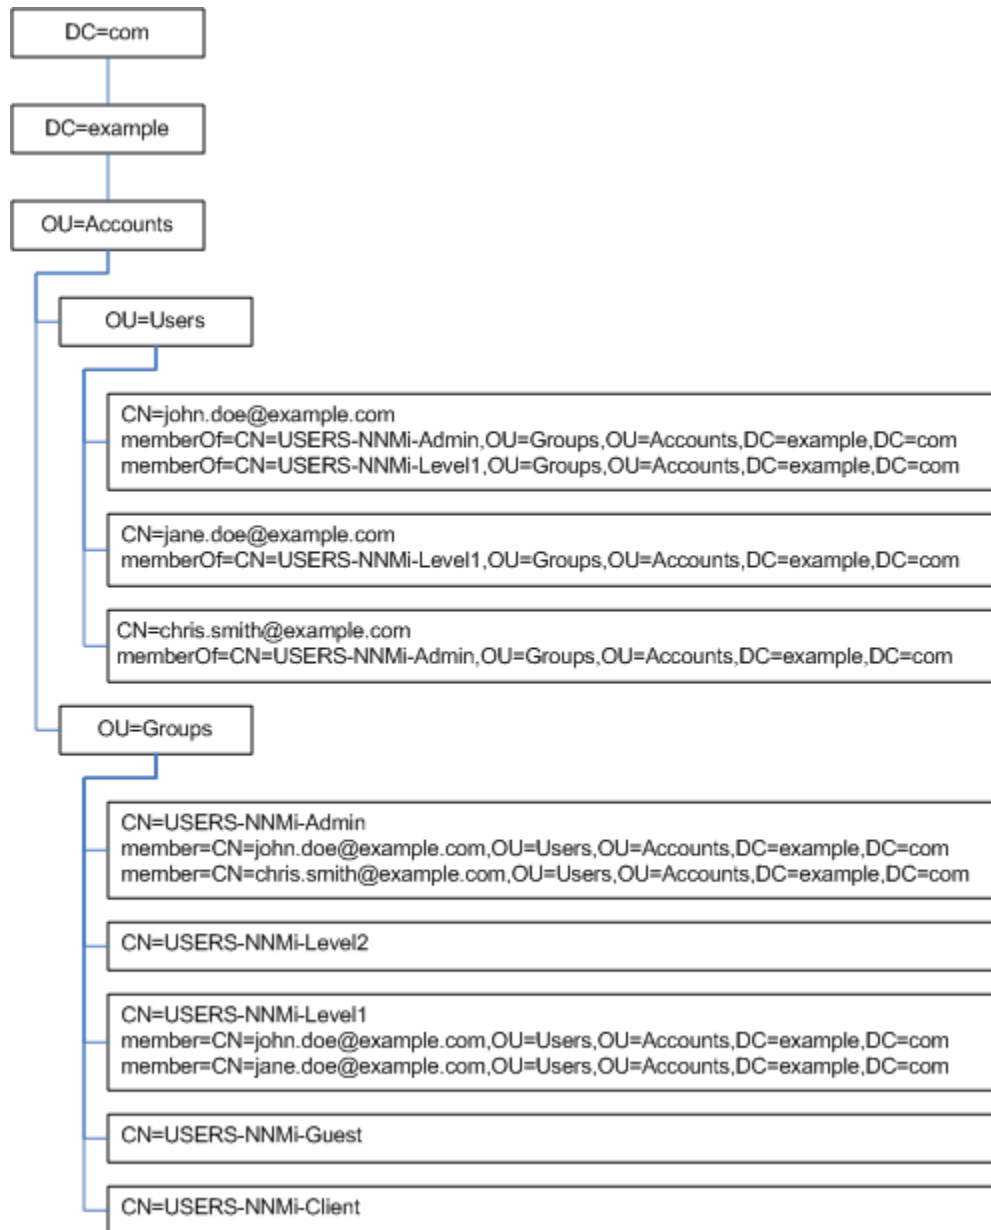 DC=com
DC=example
OU=Accounts
OU=Users
CN=john.doe@example.com
memberOf=CN=USERS-NNMi-Admin,OU=Groups,OU=Accounts,DC=example,DC=com
memberOf=CN=USERS-NNMi-Level1,OU=Groups,OU=Accounts,DC=example,DC=com
CN=jane.doe@example.com
memberOf=CN=USERS-NNMi-Level1,OU=Groups,OU=Accounts,DC=example,DC=com
CN=chris.smith@example.com
memberOf=CN=USERS-NNMi-Admin,OU=Groups,OU=Accounts,DC=example,DC=com
OU=Groups
CN=USERS-NNMi-Admin
member=CN=john.doe@example.com,OU=Users,OU=Accounts,DC=example,DC=com
member=CN=chris.smith@example.com,OU=Users,OU=Accounts,DC=example,DC=com
CN=USERS-NNMi-Level2
CN=USERS-NNMi-Level1
member=CN=john.doe@example.com,OU=Users,OU=Accounts,DC=example,DC=com
member=CN=jane.doe@example.com,OU=Users,OU=Accounts,DC=example,DC=com
CN=USERS-NNMi-Guest
CN=USERS-NNMi-Client